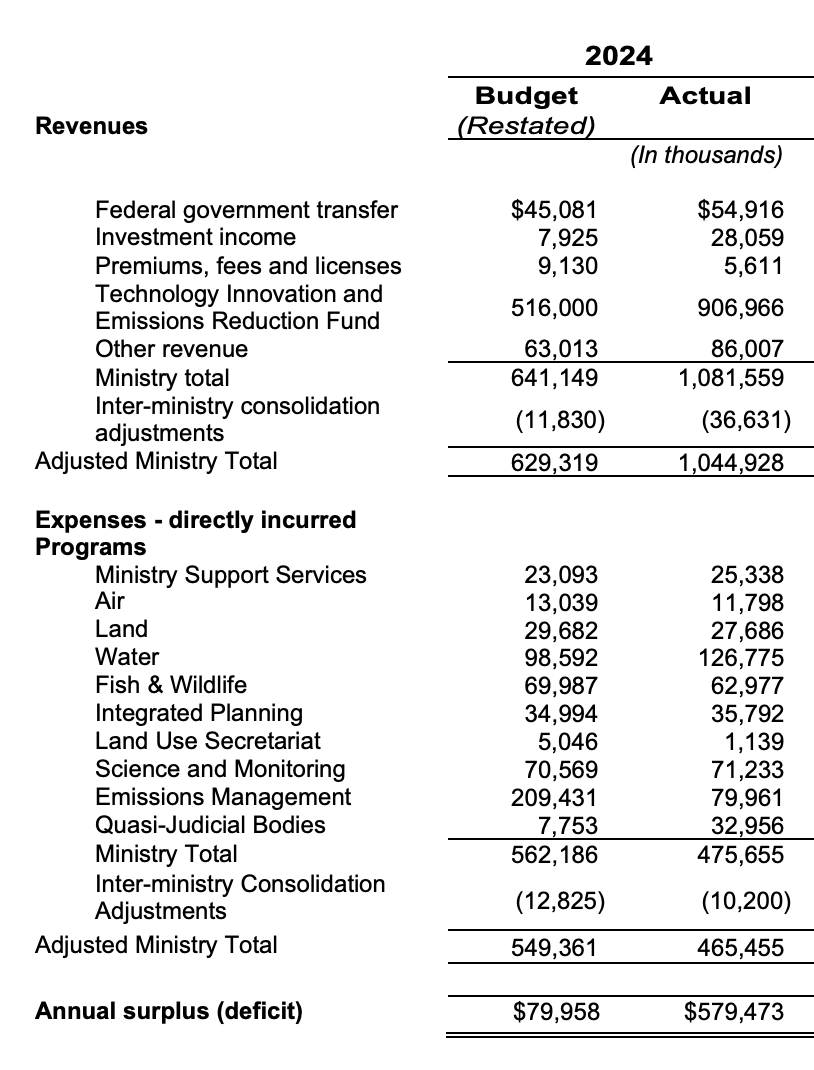 2024
Budget Actual
Revenues (Restated)
(In thousands)
Federal government transfer $45,081 $54,916
Investment income 7,925 28,059
Premiums, fees and licenses 9,130 5,611
Technology Innovation and
Emissions Reduction Fund 516,000 906,966
Other revenue 63,013 86,007
Ministry total 641,149 1,081,559
Inter-ministry consolidation
adjustments (11,830) (36,631)
Adjusted Ministry Total 629,319 1,044,928
Expenses - directly incurred
Programs
Ministry Support Services 23,093 25,338
Air 13,039 11,798
Land 29,682 27,686
Water 98,592 126,775
Fish & Wildlife 69,987 62,977
Integrated Planning 34,994 35,792
Land Use Secretariat 5,046 1,139
Science and Monitoring 70,569 71,233
Emissions Management 209,431 79,961
Quasi-Judicial Bodies 7,753 32,956
Ministry Total 562,186 475,655
Inter-ministry Consolidation
Adjustments (12,825) (10,200)
Adjusted Ministry Total 549,361 465,455
Annual surplus (deficit) $79,958 $579,473